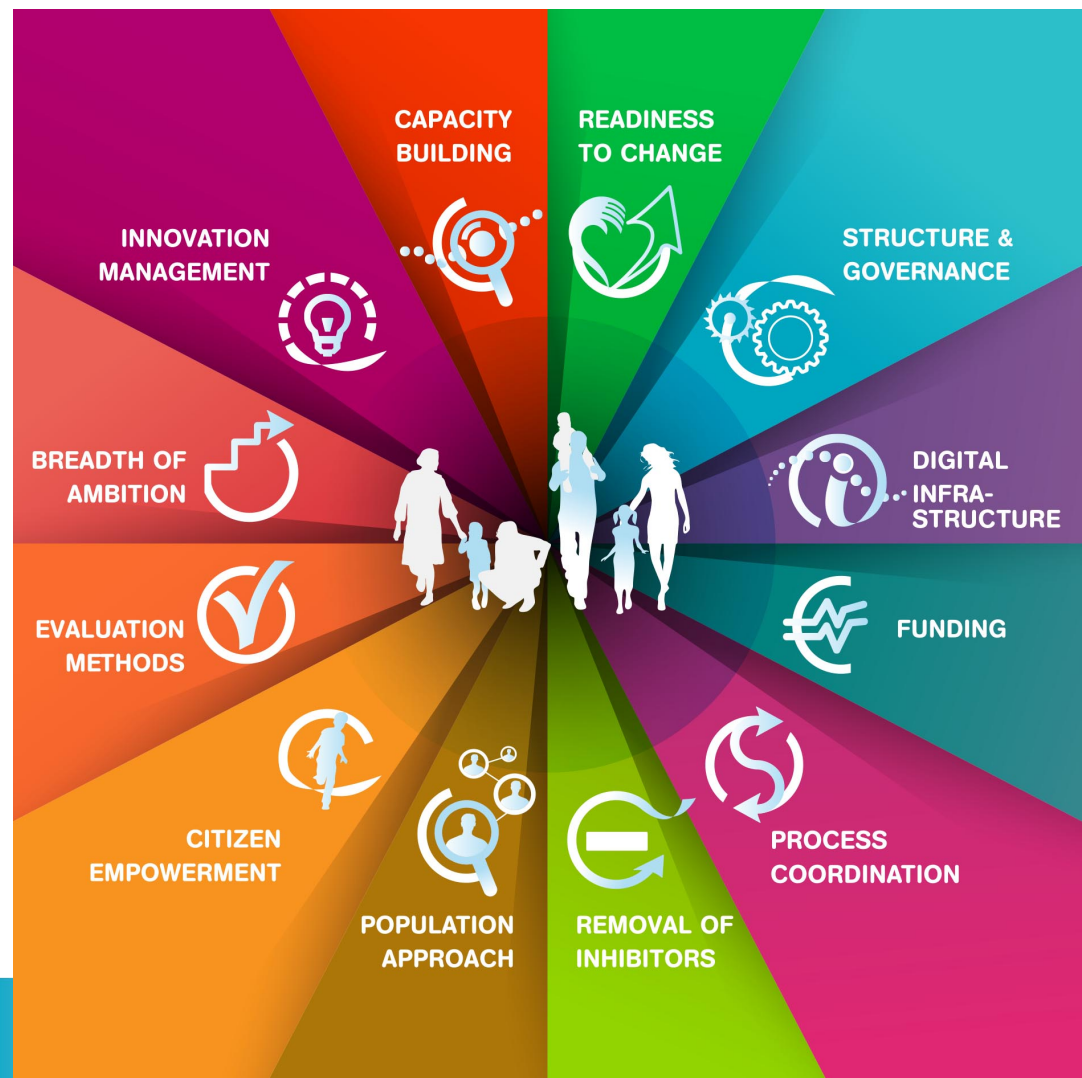 CAPACITY
BUILDING
READINESS
TO CHANGE
STRUCTURE &
GOVERNANCE
DIGITAL
INFRA-
STRUCTURE
FUNDING
PROCESS
COORDINATION
REMOVAL OF
INHIBITORS
POPULATION
APPROACH
CITIZEN
EMPOWERMENT
EVALUATION
METHODS
BREADTH OF
AMBITION
INNOVATION
MANAGEMENT